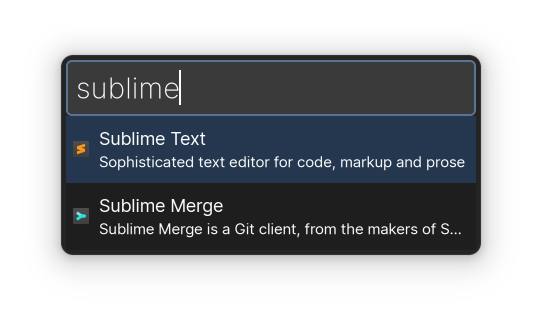 sublime
Sublime Text
Sophisticated text editor for code, markup and prose
Sublime Merge
Sublime Merge is a Git client, from the makers of S...